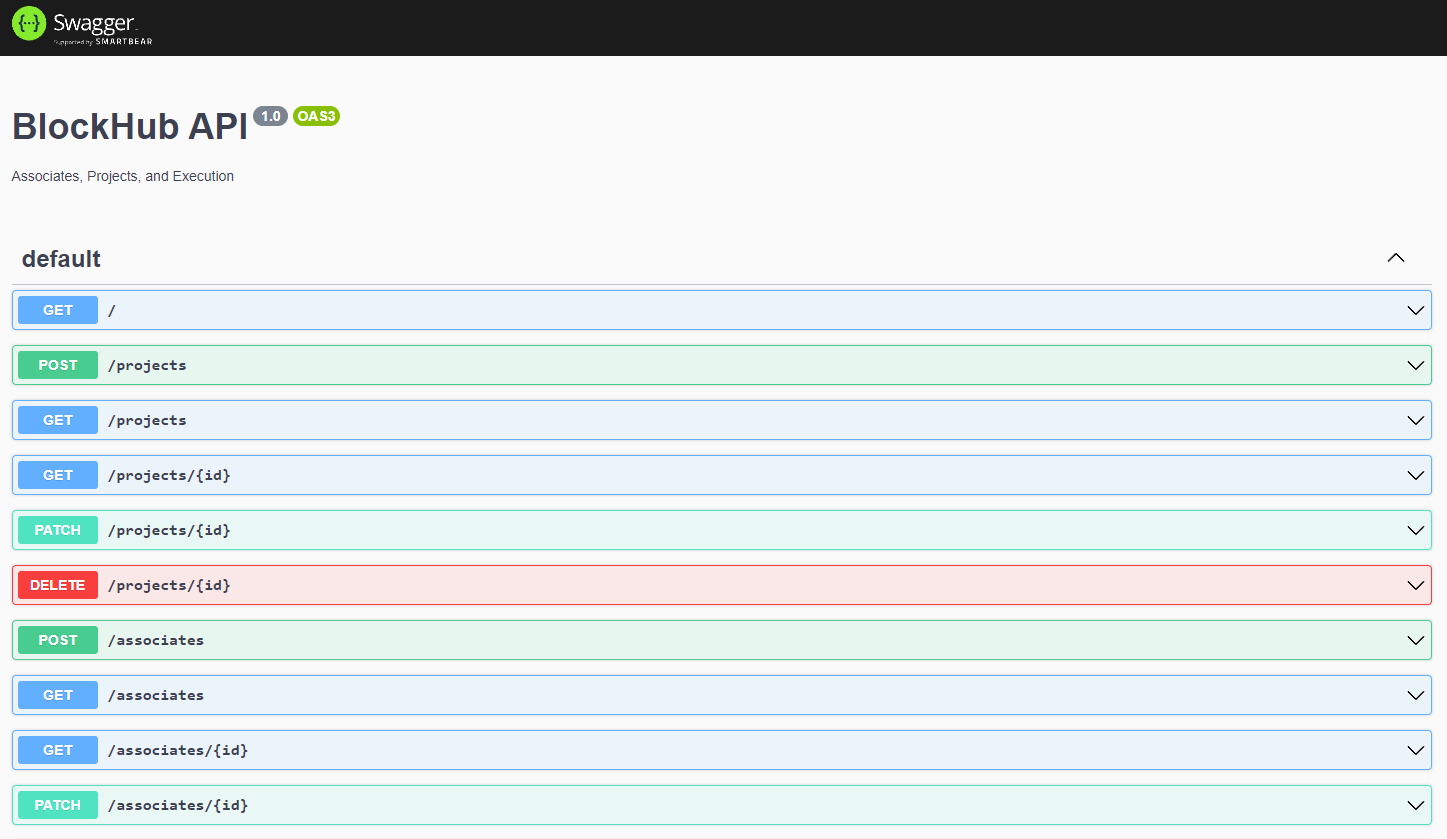 {···} Swagger.
Supported by SMARTBEAR
BlockHub API 1.0 OAS3
Associates, Projects, and Execution
default
GET /
POST /projects
GET /projects
GET /projects/{id}
PATCH /projects/{id}
DELETE /projects/{id}
POST /associates
GET /associates
GET /associates/{id}
PATCH /associates/{id}